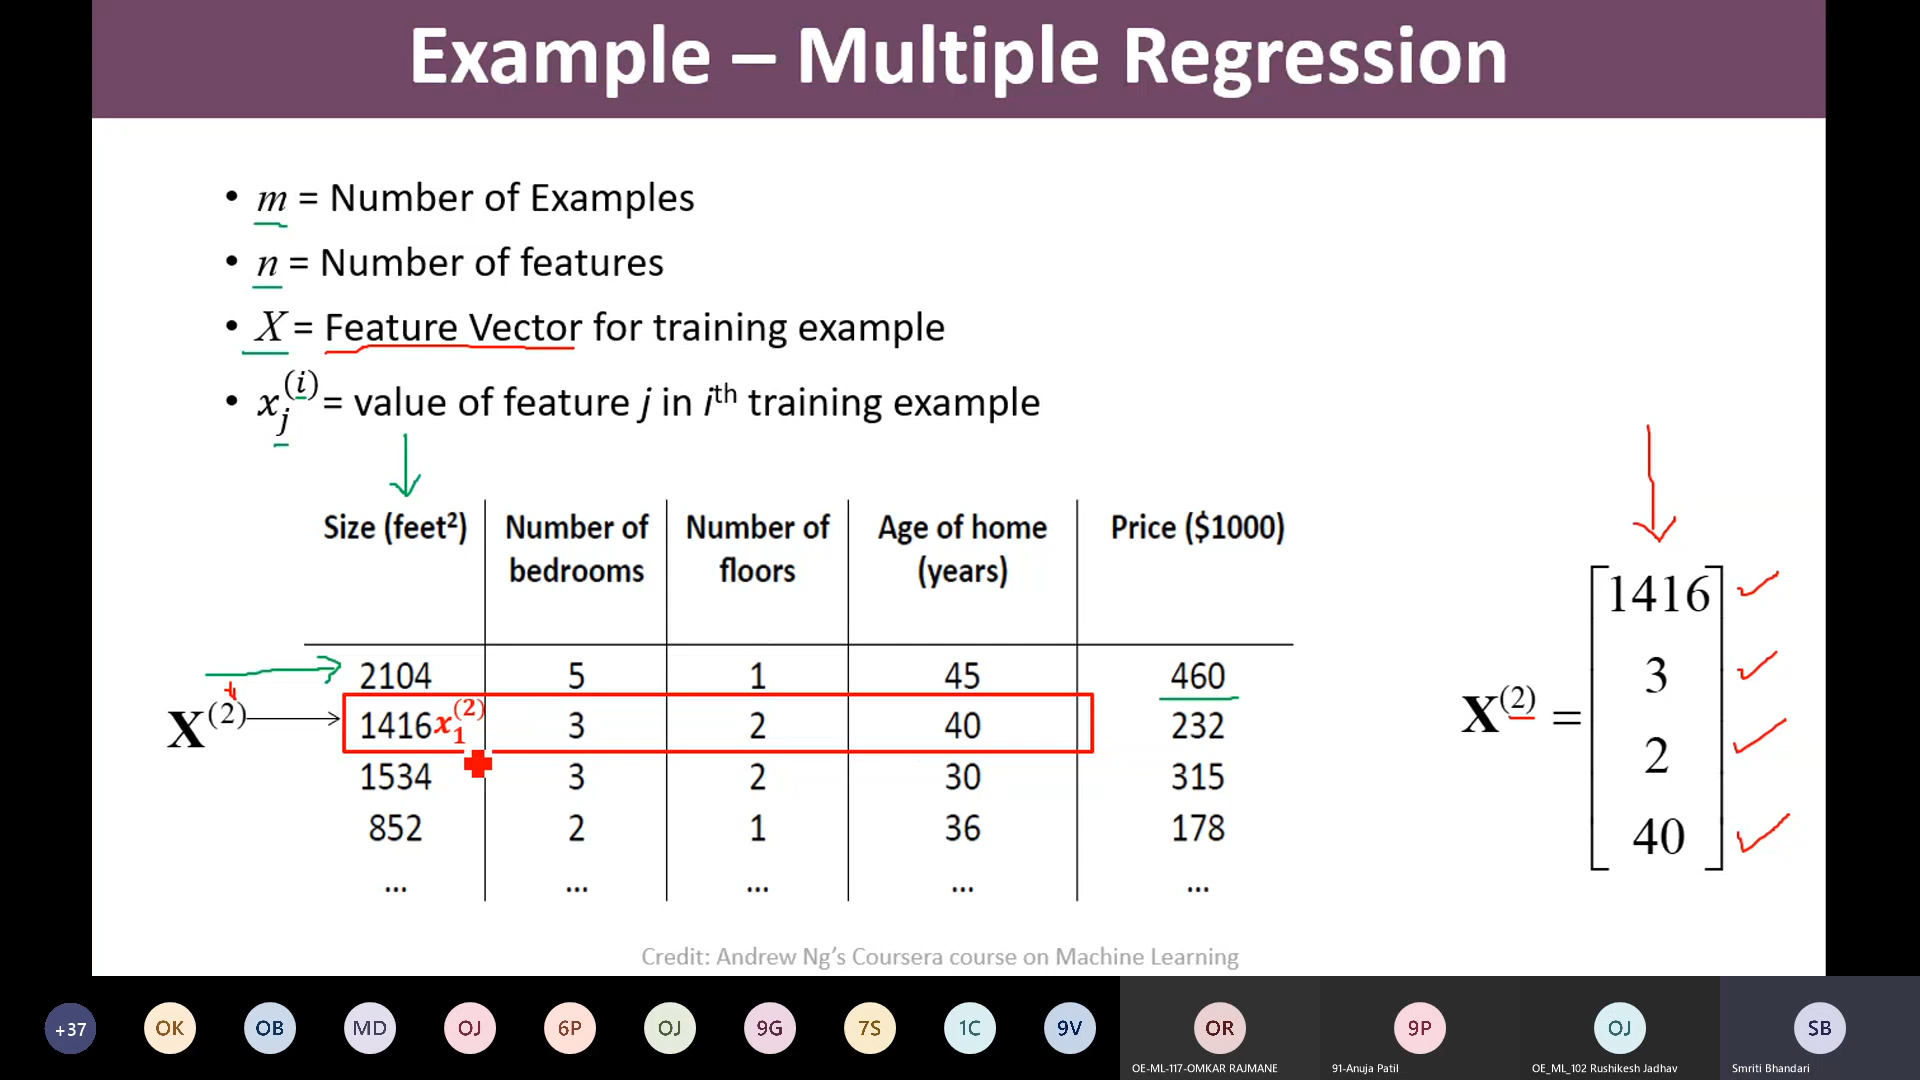 Example – Multiple Regression
• m = Number of Examples
• n = Number of features
• X = Feature Vector for training example
• x_j^(i) = value of feature j in i^th training example
Size (feet²) Number of bedrooms Number of floors Age of home (years) Price ($1000)
2104 5 1 45 460
X^(2) 1416 x_1^(2) 3 2 40 232
1534 3 2 30 315
852 2 1 36 178
... ... ... ... ...
X^(2) = [1416
3
2
40]
Credit: Andrew Ng’s Coursera course on Machine Learning
+37 OK OB MD OJ 6P OJ 9G 7S 1C 9V OR 9P OJ SB
OE-ML-117-OMKAR RAJMANE 91-Anuja Patil OE_ML_102 Rushikesh Jadhav Smriti Bhandari